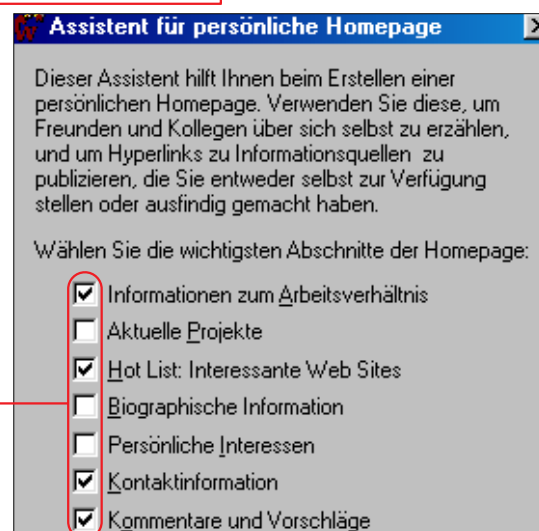 Assistent für persönliche Homepage
Dieser Assistent hilft Ihnen beim Erstellen einer
persönlichen Homepage. Verwenden Sie diese, um
Freunden und Kollegen über sich selbst zu erzählen,
und um Hyperlinks zu Informationsquellen zu
publizieren, die Sie entweder selbst zur Verfügung
stellen oder ausfindig gemacht haben.
Wählen Sie die wichtigsten Abschnitte der Homepage:
Informationen zum Arbeitsverhältnis
Aktuelle Projekte
Hot List: Interessante Web Sites
Biographische Information
Persönliche Interessen
Kontaktinformation
Kommentare und Vorschläge